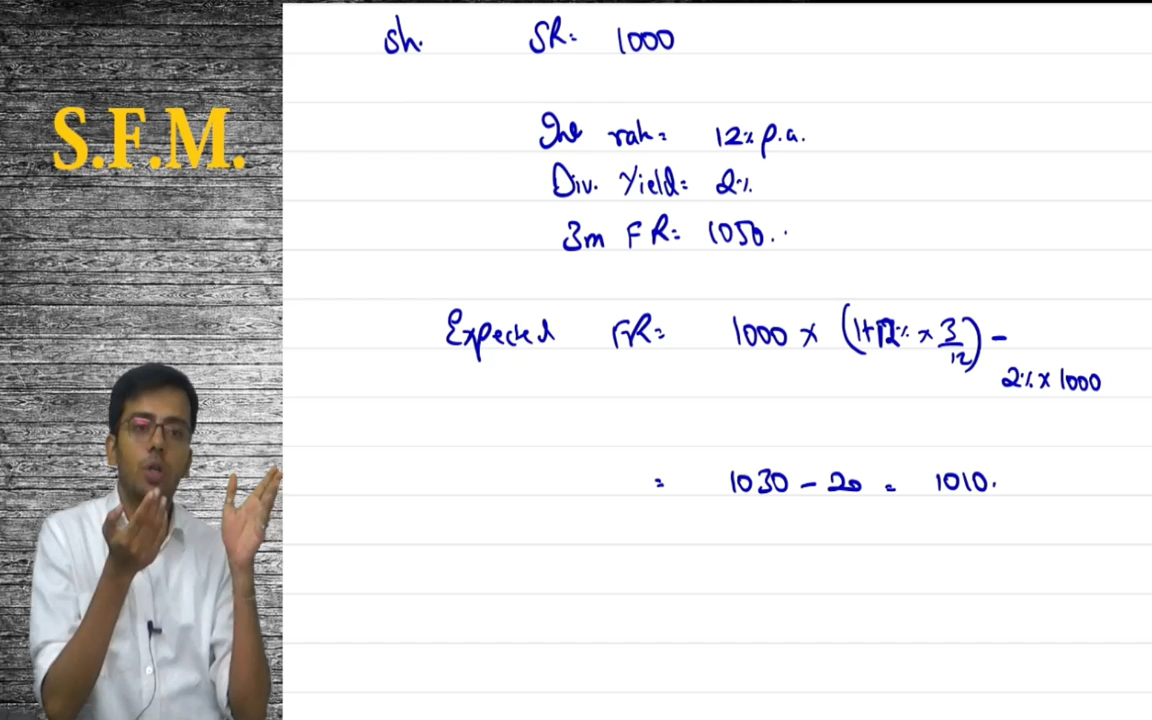 S.F.M.
Sh. SR= 1000
Int rate= 12% p.a.
Div. Yield= 2%
3m FR= 1050.
Expected FR= 1000 × (1+12% × 3/12) -
2% × 1000
= 1030 - 20 = 1010.